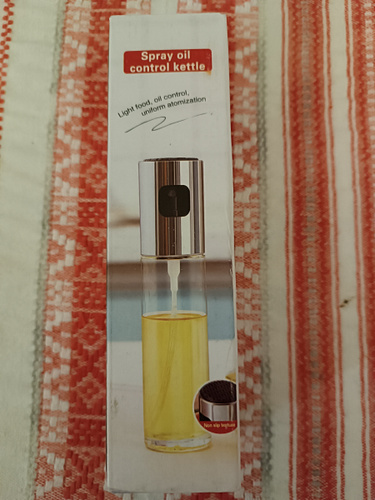 Spray oil
control kettle
Light food, oil control,
uniform atomization